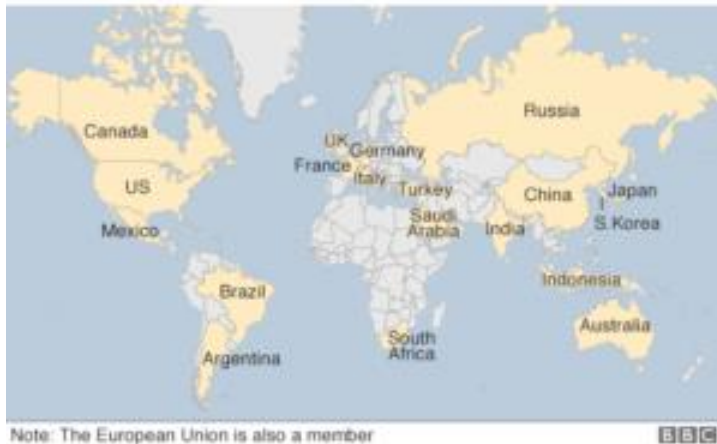 Canada
US
Mexico
Brazil
Argentina
UK
Germany
France
Italy
Turkey
Saudi
Arabia
South
Africa
Russia
China
Japan
S. Korea
India
Indonesia
Australia
Note: The European Union is also a member
BBC